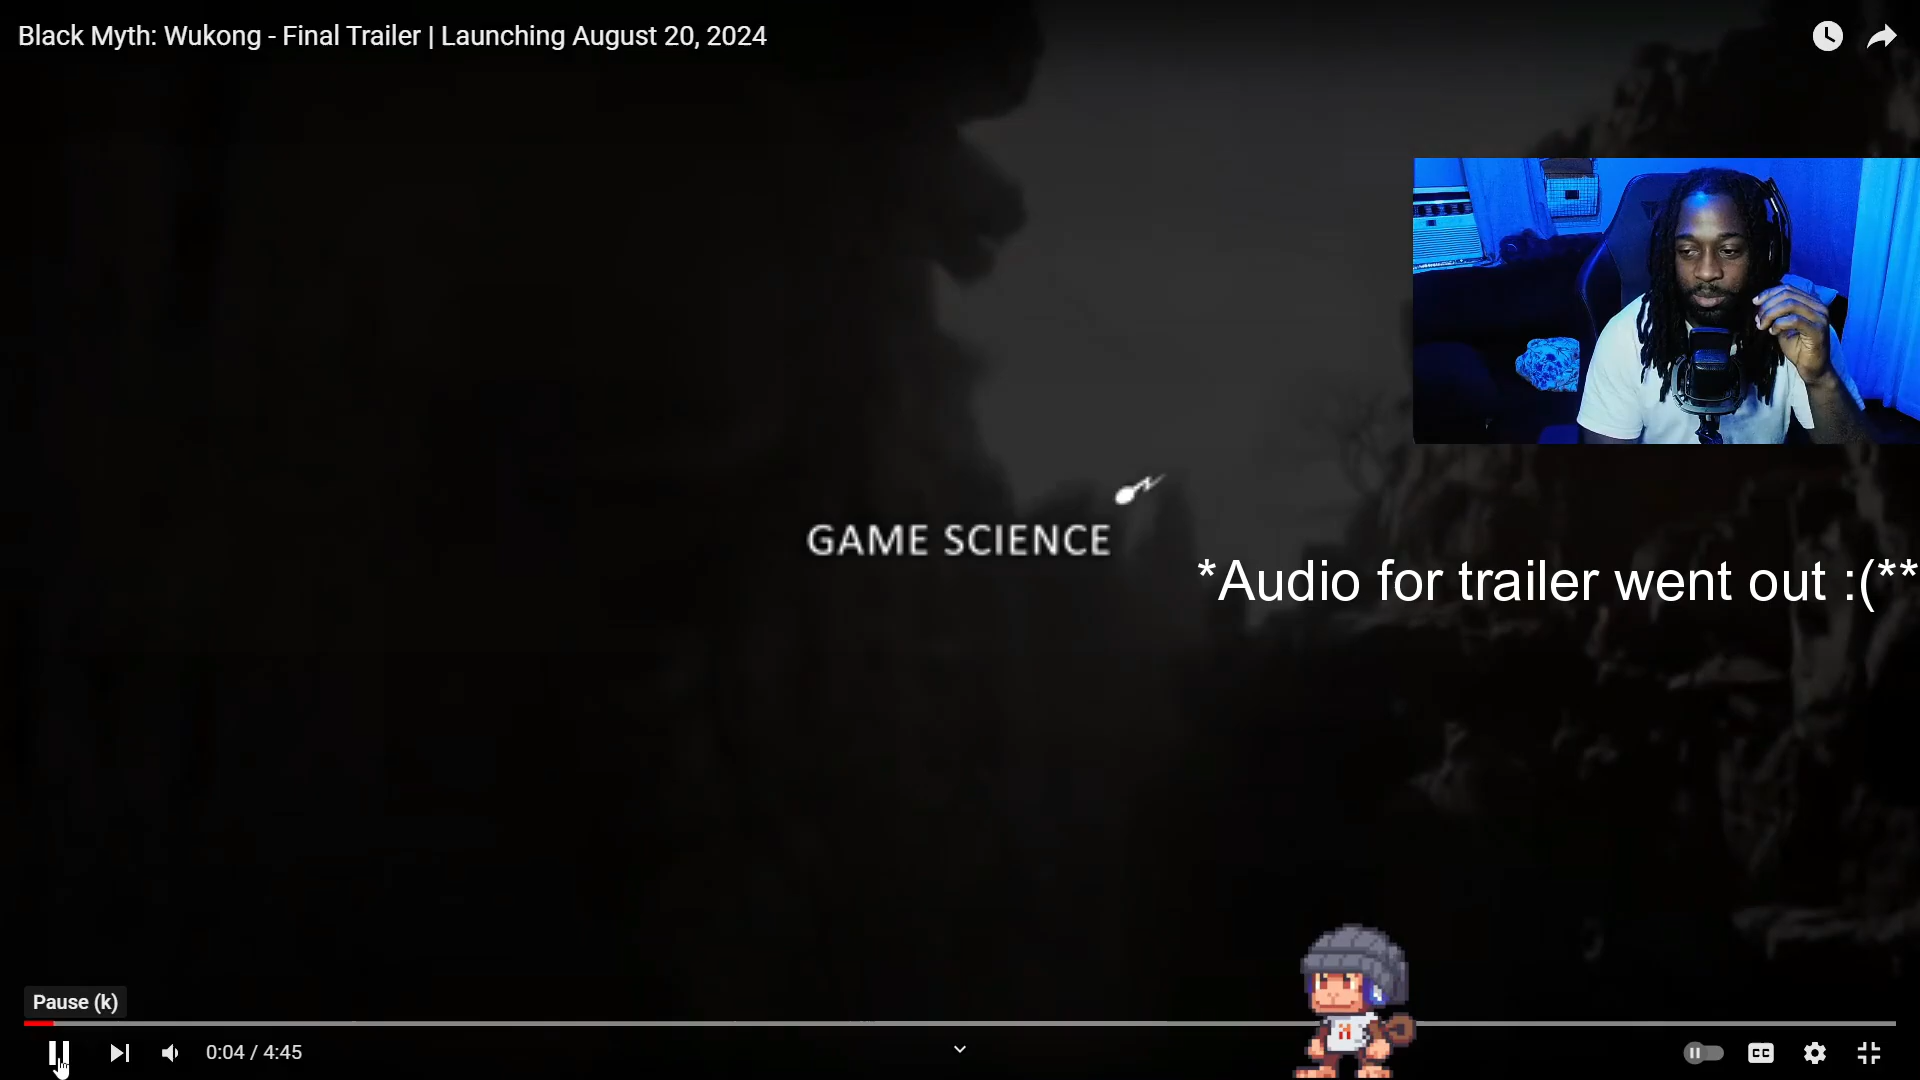 Black Myth: Wukong - Final Trailer | Launching August 20, 2024
GAME SCIENCE
*Audio for trailer went out :(**
Pause (k)
0:04 / 4:45
CC